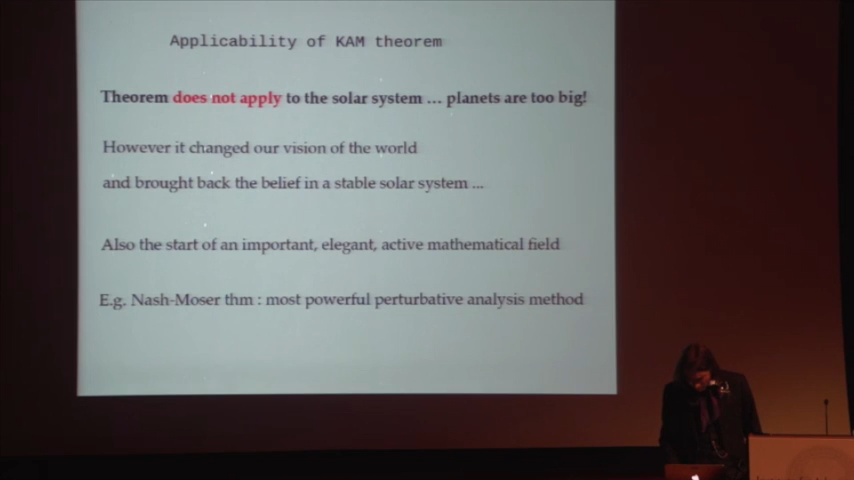 Applicability of KAM theorem
Theorem does not apply to the solar system ... planets are too big!
However it changed our vision of the world
and brought back the belief in a stable solar system ...
Also the start of an important, elegant, active mathematical field
E.g. Nash-Moser thm : most powerful perturbative analysis method